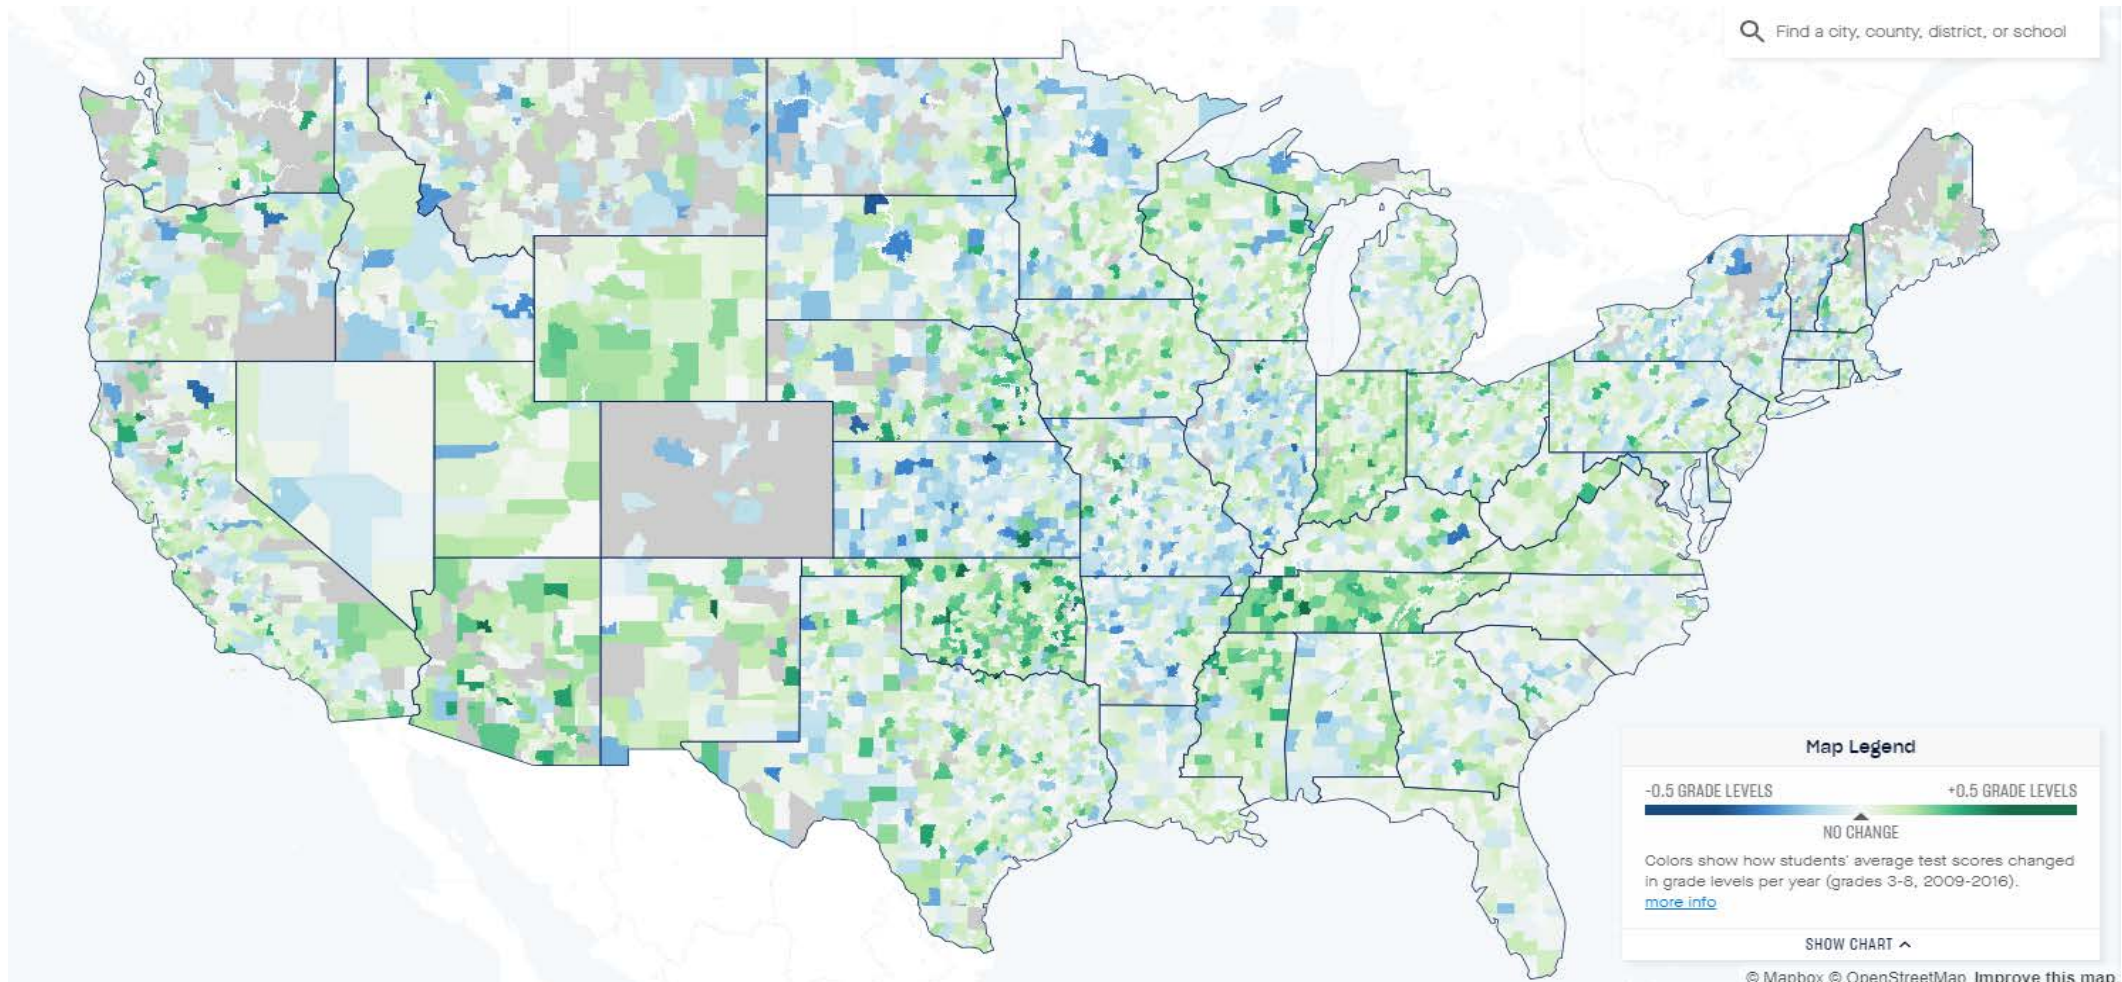 Find a city, county, district, or school
Map Legend
-0.5 GRADE LEVELS
+0.5 GRADE LEVELS
NO CHANGE
Colors show how students' average test scores changed
in grade levels per year (grades 3-8, 2009-2016).
more info
SHOW CHART
© Mapbox © OpenStreetMap Improve this map